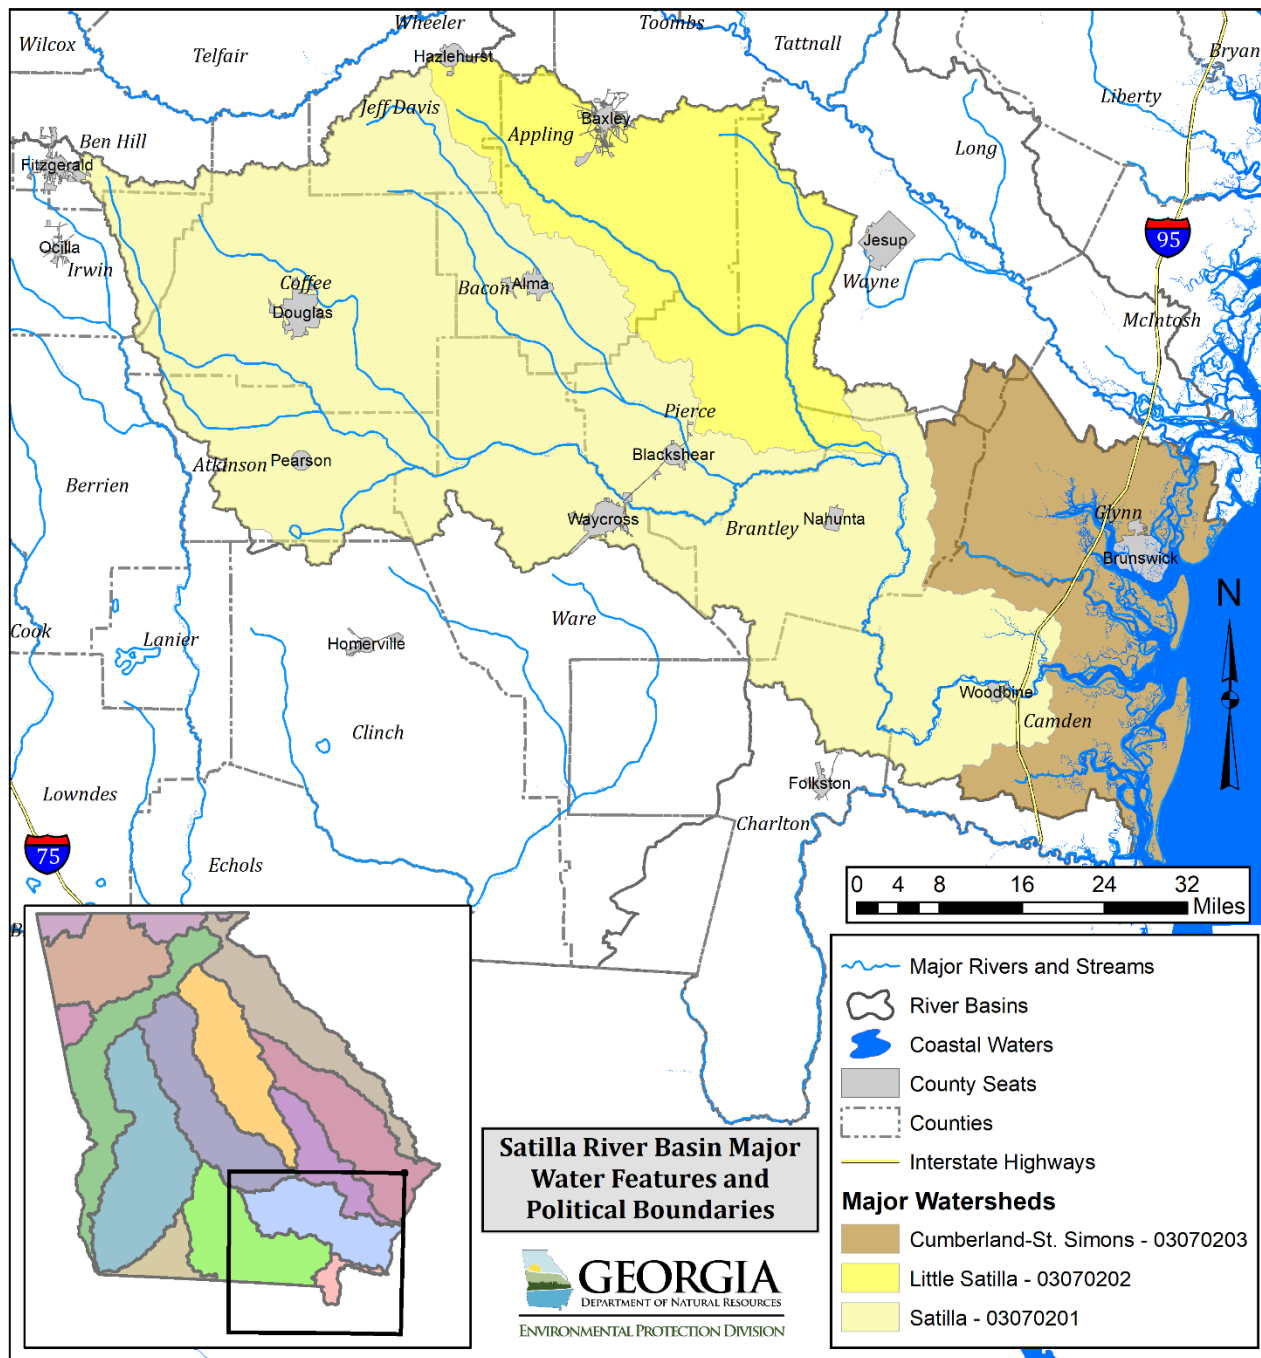 Wheeler
Toombs
Wilcox
Telfair
Hazlehurst
Tattnall
Bryan
Jeff Davis
Liberty
Baxley
Ben Hill
Appling
Long
Fitzgerald
Ocilla
Jesup
95
Irwin
Coffee
Bacon
Alma
Wayne
Douglas
McIntosh
Pierce
Atkinson
Pearson
Blackshear
Berrien
Waycross
Brantley
Nahunta
Glynn
Brunswick
N
Cook
Lanier
Homerville
Ware
Woodbine
Camden
Clinch
Folkston
Lowndes
Charlton
75
Echols
0 4 8 16 24 32
Miles
B
Major Rivers and Streams
River Basins
Coastal Waters
County Seats
Counties
Interstate Highways
Major Watersheds
Cumberland-St. Simons - 03070203
Little Satilla - 03070202
Satilla - 03070201
Satilla River Basin Major
Water Features and
Political Boundaries
GEORGIA
DEPARTMENT OF NATURAL RESOURCES
ENVIRONMENTAL PROTECTION DIVISION